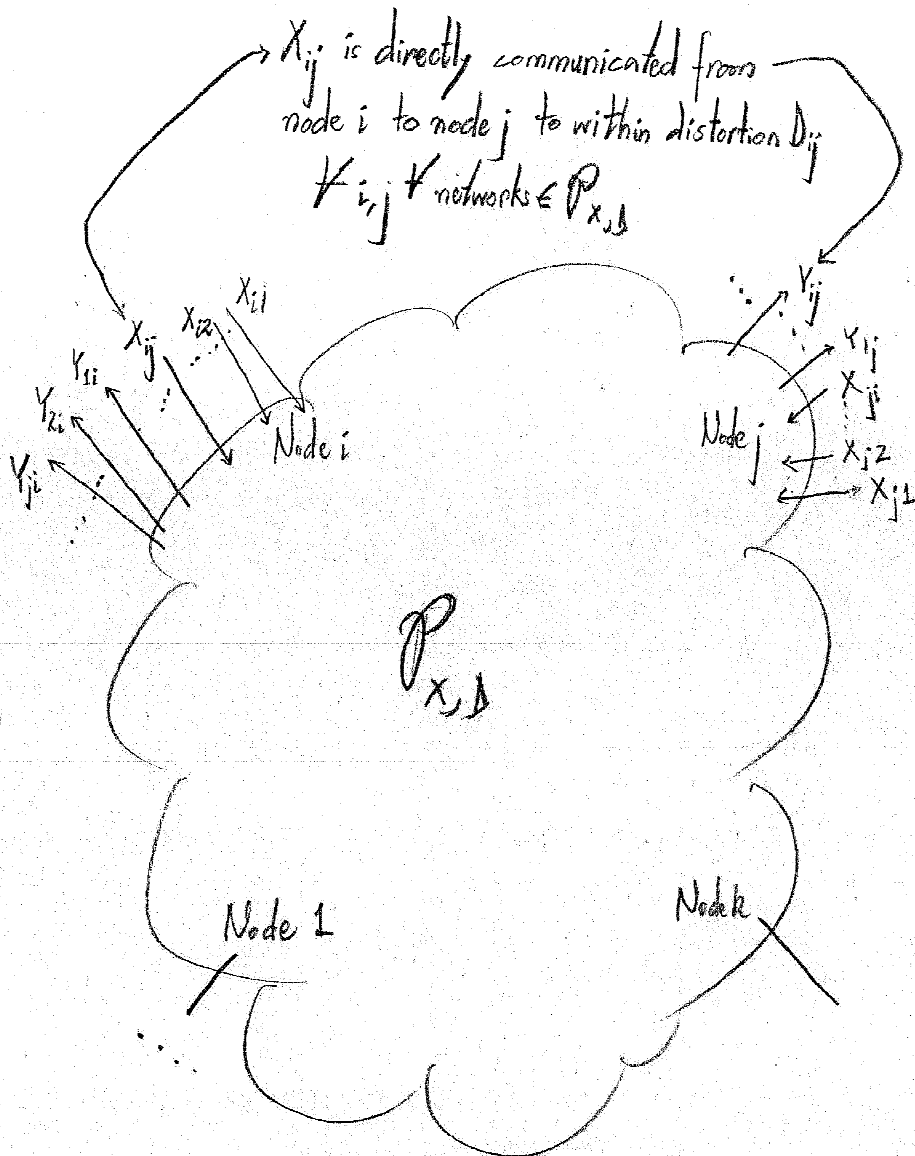 X_ij is directly communicated from
node i to node j to within distortion D_ij
∀ i,j ∀ networks ∈ P_X,D
X_i1
X_i2
X_ij
Y_1i
Y_2i
Y_ji
Node i
Y_ij
Y_1j
X_ji
X_j2
X_j1
Node j
P_X,D
Node 1
Node k